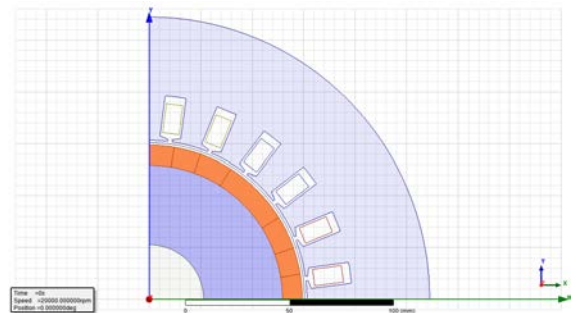 Y
Time =0s
Speed =20000.000000rpm
Position =0.000000deg
0
50
100 (mm)
Y
X